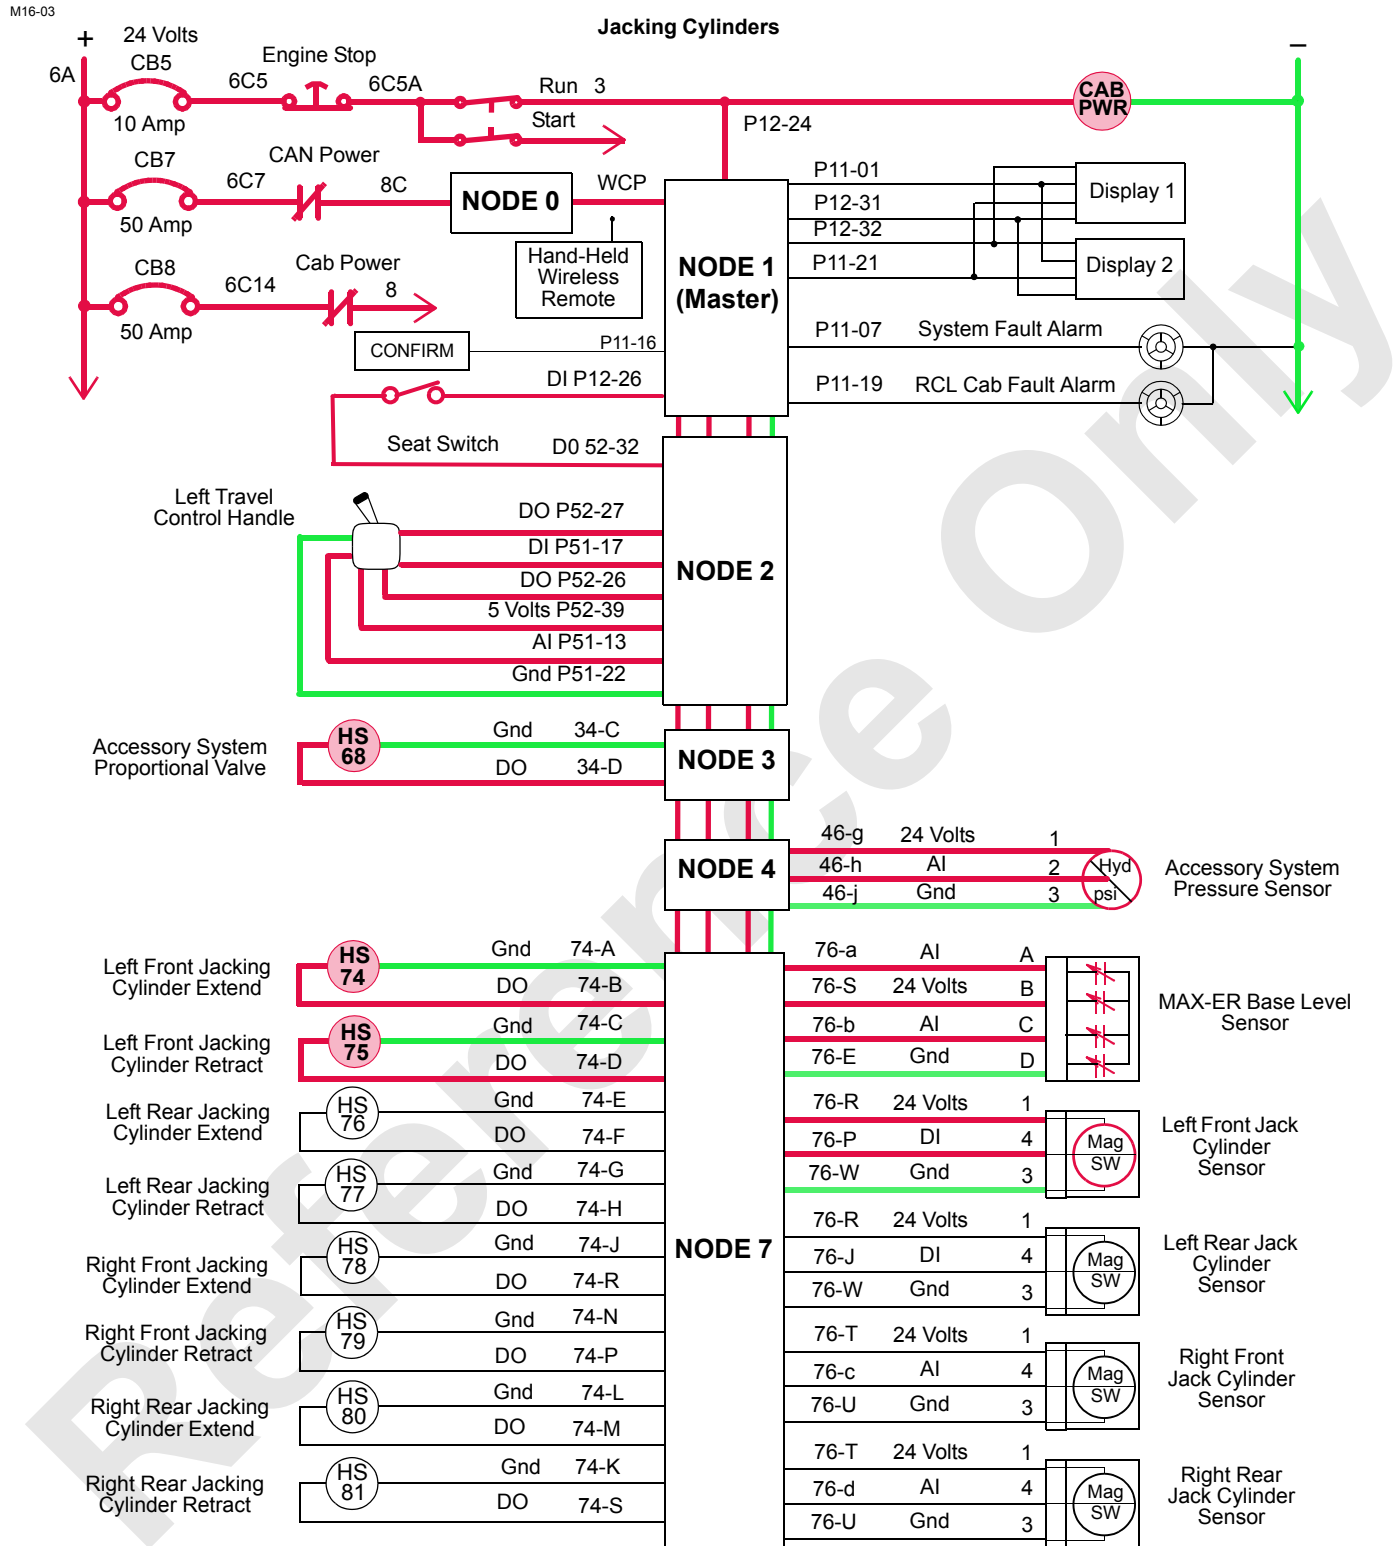 M16-03
Jacking Cylinders
+
24 Volts
–
6A
CB5
10 Amp
6C5
Engine Stop
6C5A
Run 3
Start
P12-24
CAB
PWR
CB7
50 Amp
6C7
CAN Power
8C
NODE 0
WCP
Hand-Held
Wireless
Remote
CB8
50 Amp
6C14
Cab Power
8
NODE 1
(Master)
P11-01
P12-31
P12-32
P11-21
Display 1
Display 2
CONFIRM
P11-16
P11-07 System Fault Alarm
P11-19 RCL Cab Fault Alarm
DI P12-26
Seat Switch
D0 52-32
Left Travel
Control Handle
DO P52-27
DI P51-17
DO P52-26
5 Volts P52-39
AI P51-13
Gnd P51-22
NODE 2
Accessory System
Proportional Valve
HS
68
Gnd 34-C
DO 34-D
NODE 3
NODE 4
46-g 24 Volts 1
46-h AI 2
46-j Gnd 3
Hyd
psi
Accessory System
Pressure Sensor
Left Front Jacking
Cylinder Extend
HS
74
Gnd 74-A
DO 74-B
Left Front Jacking
Cylinder Retract
HS
75
Gnd 74-C
DO 74-D
Left Rear Jacking
Cylinder Extend
HS
76
Gnd 74-E
DO 74-F
Left Rear Jacking
Cylinder Retract
HS
77
Gnd 74-G
DO 74-H
Right Front Jacking
Cylinder Extend
HS
78
Gnd 74-J
DO 74-R
Right Front Jacking
Cylinder Retract
HS
79
Gnd 74-N
DO 74-P
Right Rear Jacking
Cylinder Extend
HS
80
Gnd 74-L
DO 74-M
Right Rear Jacking
Cylinder Retract
HS
81
Gnd 74-K
DO 74-S
NODE 7
76-a AI A
76-S 24 Volts B
76-b AI C
76-E Gnd D
MAX-ER Base Level
Sensor
76-R 24 Volts 1
76-P DI 4
76-W Gnd 3
Mag
SW
Left Front Jack
Cylinder
Sensor
76-R 24 Volts 1
76-J DI 4
76-W Gnd 3
Mag
SW
Left Rear Jack
Cylinder
Sensor
76-T 24 Volts 1
76-c AI 4
76-U Gnd 3
Mag
SW
Right Front
Jack Cylinder
Sensor
76-T 24 Volts 1
76-d AI 4
76-U Gnd 3
Mag
SW
Right Rear
Jack Cylinder
Sensor
Reference Only